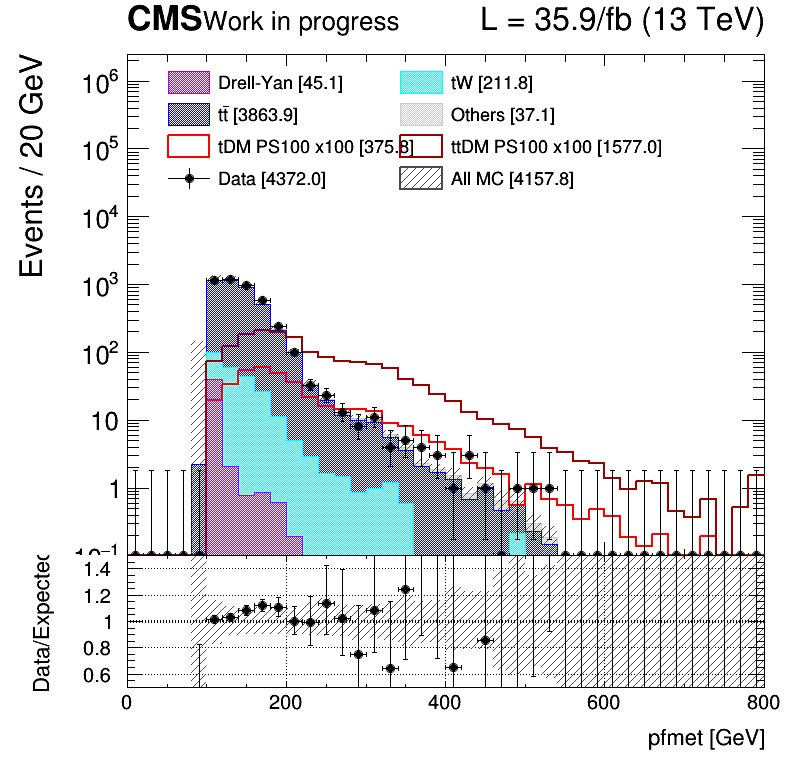 CMS Work in progress L = 35.9/fb (13 TeV)
Events / 20 GeV
10⁶
10⁵
10⁴
10³
10²
10
1
10⁻¹
Drell-Yan [45.1] tW [211.8]
tt̄ [3863.9] Others [37.1]
tDM PS100 x100 [375.8] ttDM PS100 x100 [1577.0]
Data [4372.0] All MC [4157.8]
Data/Expected
1.4
1.2
1
0.8
0.6
0 200 400 600 800
pfmet [GeV]